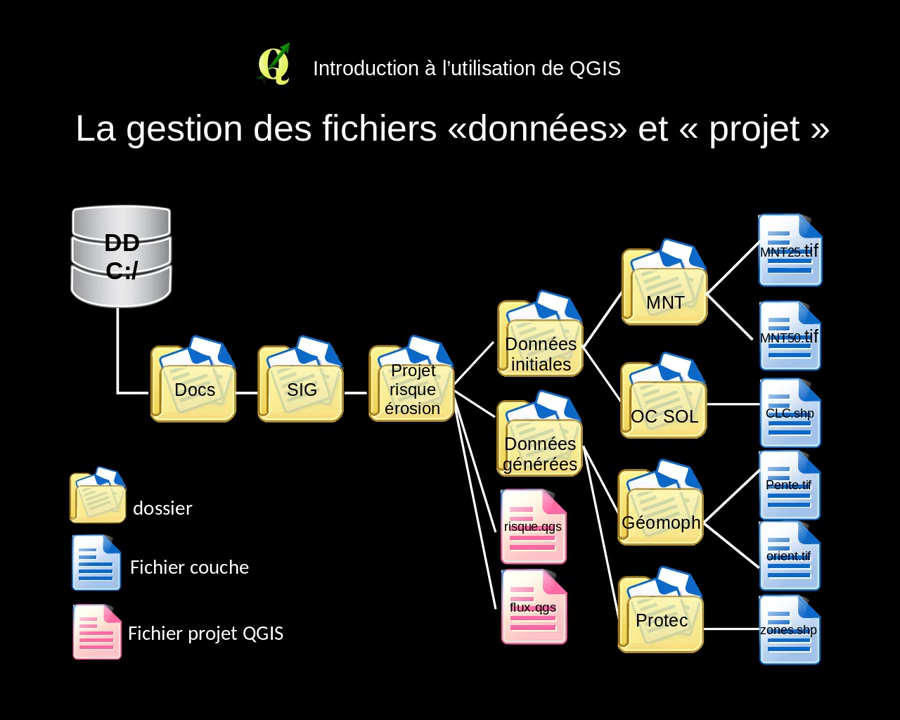 Introduction à l’utilisation de QGIS
La gestion des fichiers «données» et « projet »
DD
C:/
Docs
SIG
Projet
risque
érosion
Données
initiales
Données
générées
risque.qgs
flux.qgs
MNT
OC SOL
Géomoph
Protec
MNT25.tif
MNT50.tif
CLC.shp
Pente.tif
orient.tif
zones.shp
dossier
Fichier couche
Fichier projet QGIS